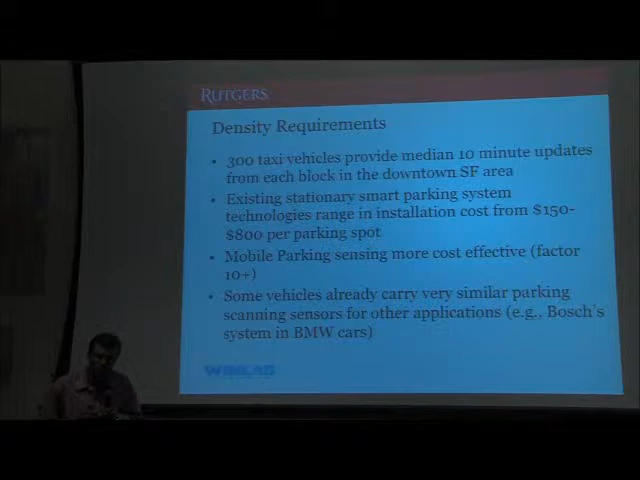 RUTGERS
Density Requirements
• 300 taxi vehicles provide median 10 minute updates
from each block in the downtown SF area
• Existing stationary smart parking system
technologies range in installation cost from $150-
$800 per parking spot
• Mobile Parking sensing more cost effective (factor
10+)
• Some vehicles already carry very similar parking
scanning sensors for other applications (e.g., Bosch's
system in BMW cars)
WINLAB